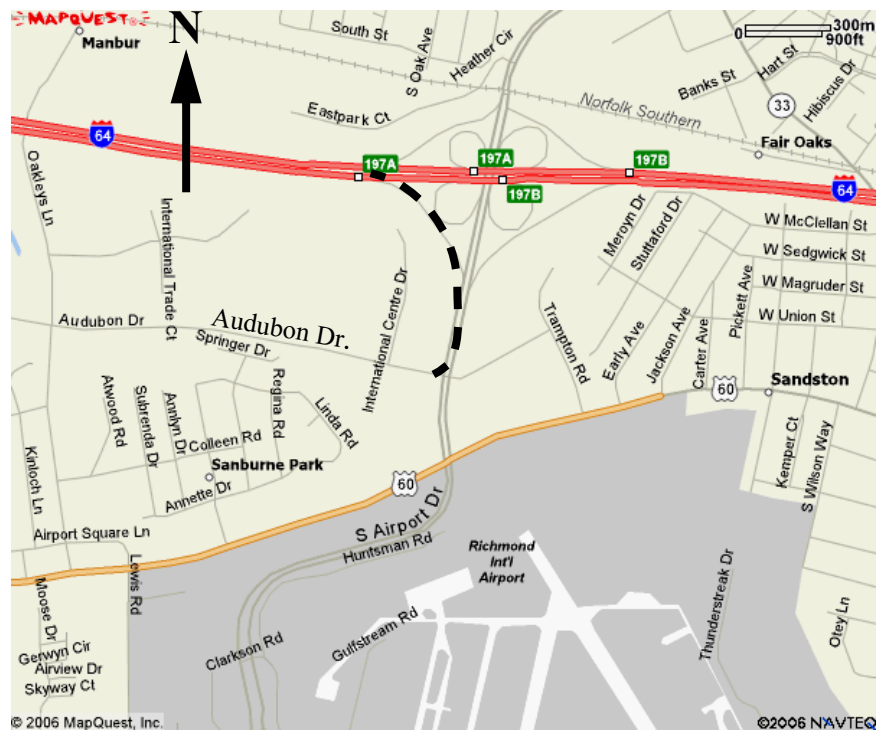 MAPQUEST
N
300m
0
900ft
Manbur
South St
S Oak Ave
Heather Cir
Banks St
Hart St
Hibiscus Dr
33
Norfolk Southern
Eastpark Ct
Fair Oaks
64
197A
197A
197B
197B
64
Oakleys Ln
International Trade Ct
International Centre Dr
Meroyn Dr
Stuttaford Dr
W McClellan St
W Sedgwick St
W Magruder St
W Union St
Pickett Ave
Carter Ave
Jackson Ave
Early Ave
Trampton Rd
Audubon Dr
Audubon Dr.
Springer Dr
Atwood Rd
Subrenda Dr
Annlyn Dr
Regina Rd
Linda Rd
Colleen Rd
Sanburne Park
Annette Dr
60
Sandston
60
Kemper Ct
S Wilson Way
Kinloch Ln
Airport Square Ln
Lewis Rd
S Airport Dr
Huntsman Rd
Richmond
Int'l
Airport
Thunderstreak Dr
Otey Ln
Moose Dr
Gerwyn Cir
Airview Dr
Skyway Ct
Clarkson Rd
Gulfstream Rd
© 2006 MapQuest, Inc.
©2006 NAVTEQ